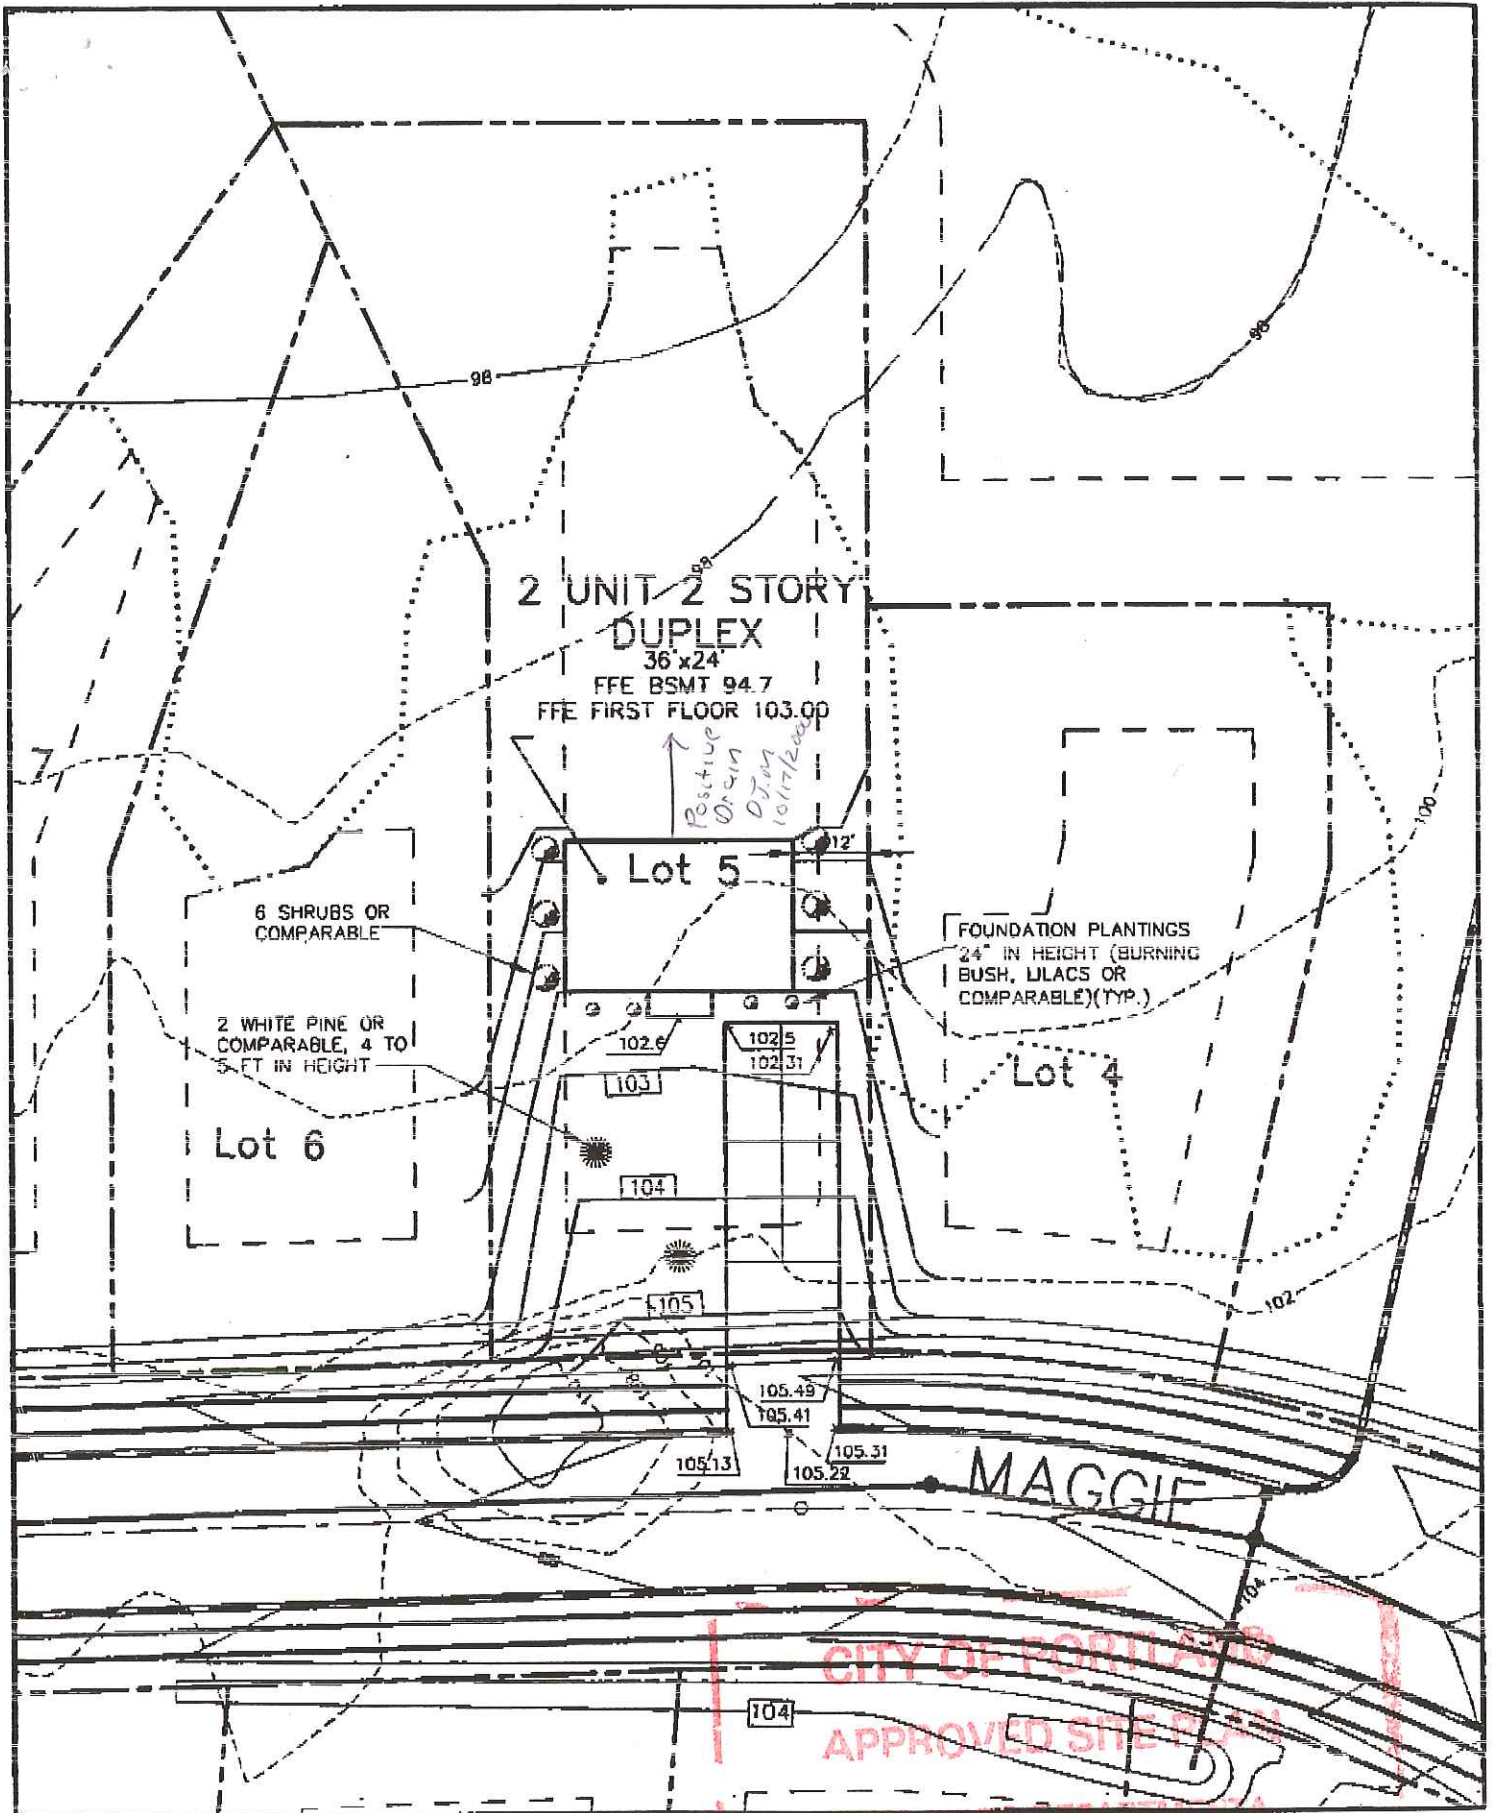 98
98
98
2 UNIT 2 STORY
DUPLEX
36'x24'
FFE BSMT 94.7
FFE FIRST FLOOR 103.00
Positive
Drain
DJM
10/17/2000
7
100
12'
Lot 5
6 SHRUBS OR
COMPARABLE
FOUNDATION PLANTINGS
24" IN HEIGHT (BURNING
BUSH, LILACS OR
COMPARABLE)(TYP.)
2 WHITE PINE OR
COMPARABLE, 4 TO
5 FT IN HEIGHT
102.6
102.5
102.31
103
Lot 4
Lot 6
104
105
102
105.49
105.41
105.13
105.31
105.22
MAGGIE
104
CITY OF PORTLAND
104
APPROVED SITE PLAN